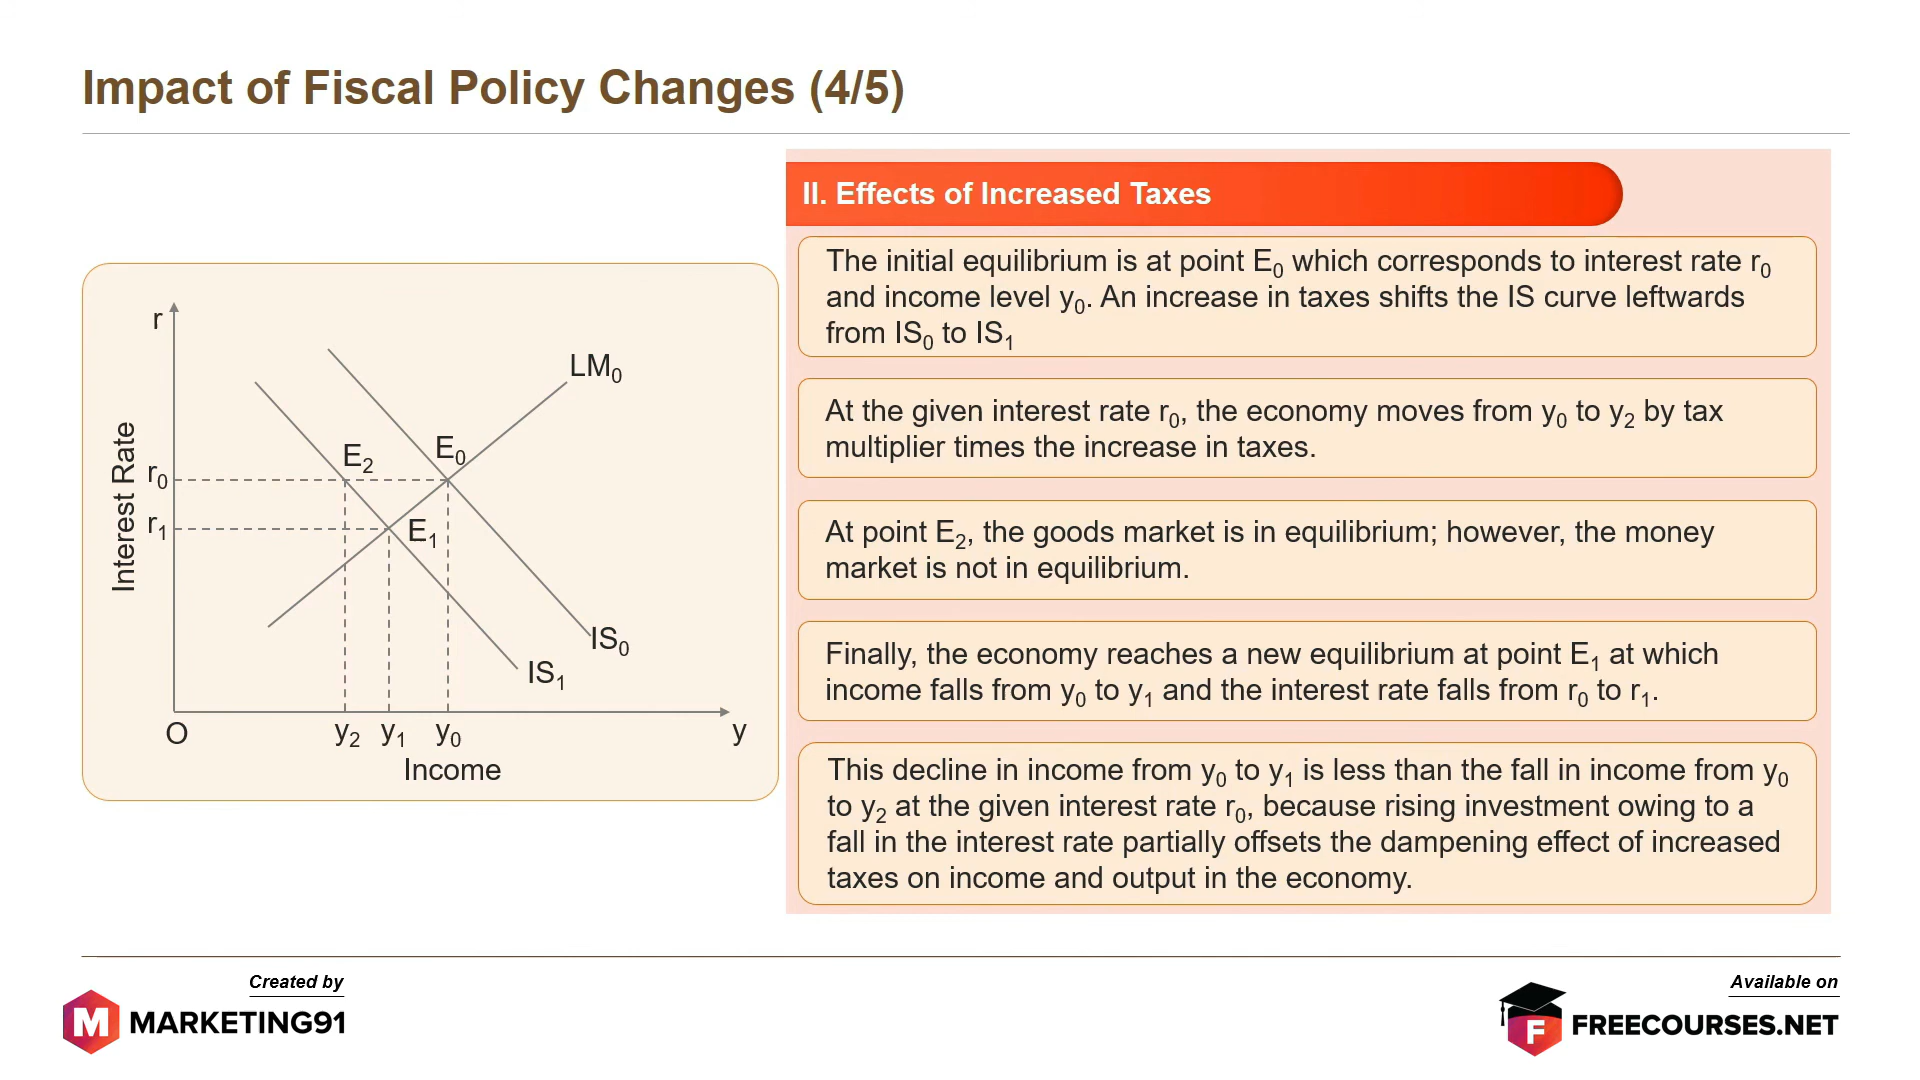 Impact of Fiscal Policy Changes (4/5)
r
Interest Rate
r₀
r₁
LM₀
E₂
E₀
E₁
IS₀
IS₁
O
y₂ y₁ y₀
y
Income
II. Effects of Increased Taxes
The initial equilibrium is at point E₀ which corresponds to interest rate r₀
and income level y₀. An increase in taxes shifts the IS curve leftwards
from IS₀ to IS₁
At the given interest rate r₀, the economy moves from y₀ to y₂ by tax
multiplier times the increase in taxes.
At point E₂, the goods market is in equilibrium; however, the money
market is not in equilibrium.
Finally, the economy reaches a new equilibrium at point E₁ at which
income falls from y₀ to y₁ and the interest rate falls from r₀ to r₁.
This decline in income from y₀ to y₁ is less than the fall in income from y₀
to y₂ at the given interest rate r₀, because rising investment owing to a
fall in the interest rate partially offsets the dampening effect of increased
taxes on income and output in the economy.
Created by
M MARKETING91
Available on
F FREECOURSES.NET